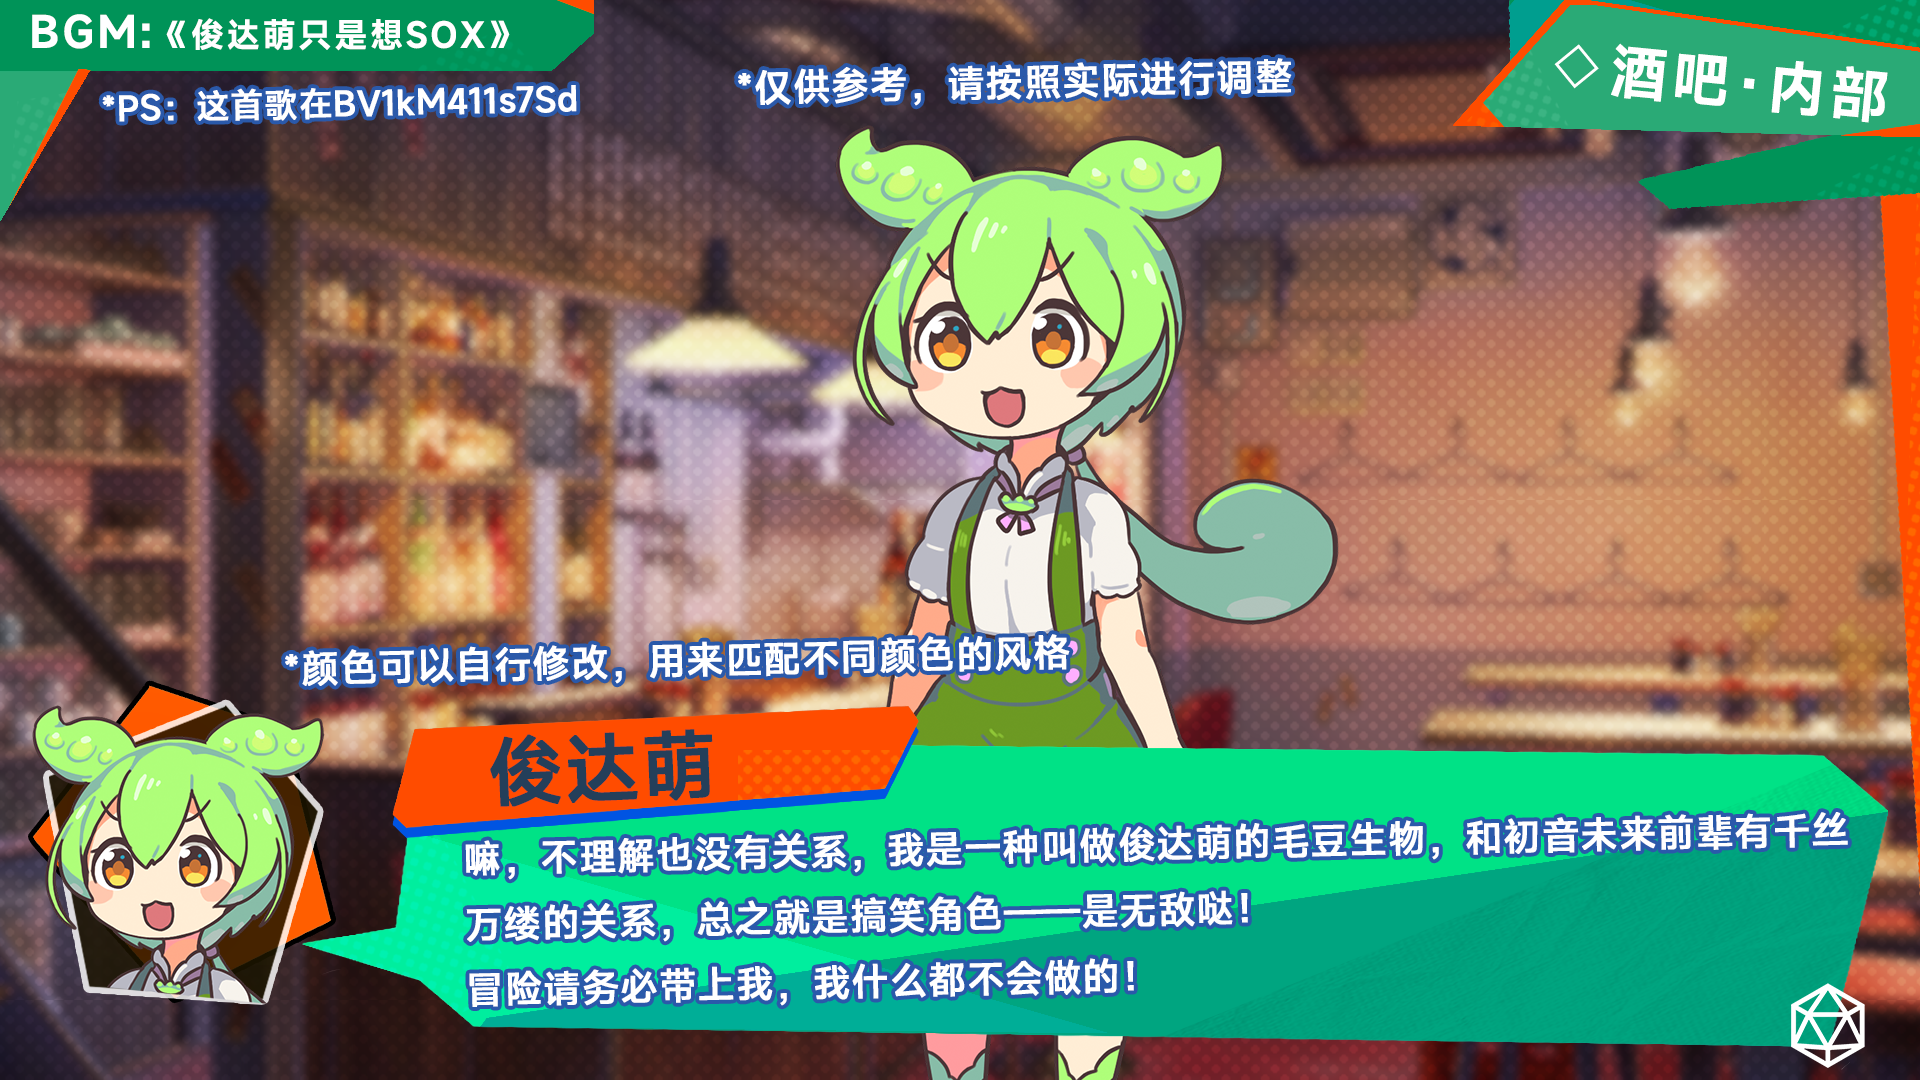 BGM:《俊达萌只是想SOX》
*PS：这首歌在BV1kM411s7Sd
*仅供参考，请按照实际进行调整
◇酒吧·内部
*颜色可以自行修改，用来匹配不同颜色的风格
俊达萌
嘛，不理解也没有关系，我是一种叫做俊达萌的毛豆生物，和初音未来前辈有千丝
万缕的关系，总之就是搞笑角色——是无敌哒！
冒险请务必带上我，我什么都不会做的！